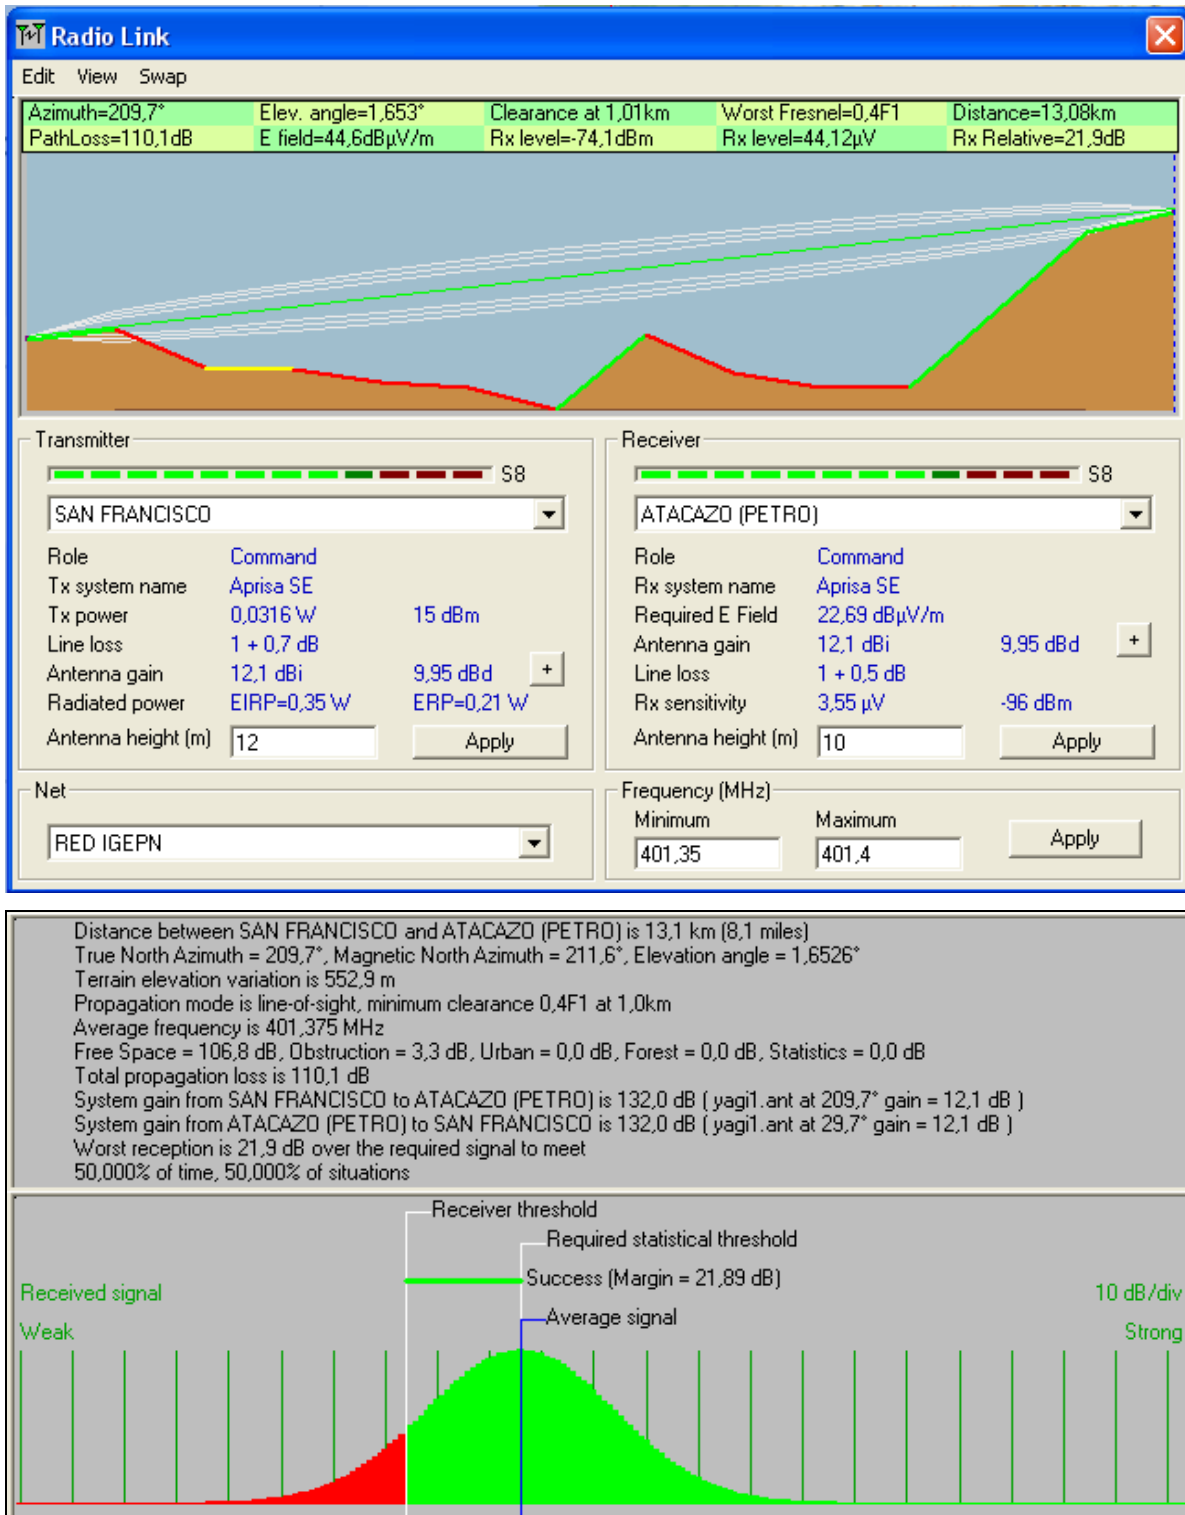 Radio Link
Edit View Swap
Azimuth=209,7° Elev. angle=1,653° Clearance at 1,01km Worst Fresnel=0,4F1 Distance=13,08km
PathLoss=110,1dB E field=44,6dBµV/m Rx level=-74,1dBm Rx level=44,12µV Rx Relative=21,9dB
Transmitter
S8
SAN FRANCISCO
Role Command
Tx system name Aprisa SE
Tx power 0,0316 W 15 dBm
Line loss 1 + 0,7 dB
Antenna gain 12,1 dBi 9,95 dBd +
Radiated power EIRP=0,35 W ERP=0,21 W
Antenna height (m) 12 Apply
Receiver
S8
ATACAZO (PETRO)
Role Command
Rx system name Aprisa SE
Required E Field 22,69 dBµV/m
Antenna gain 12,1 dBi 9,95 dBd +
Line loss 1 + 0,5 dB
Rx sensitivity 3,55 µV -96 dBm
Antenna height (m) 10 Apply
Net
RED IGEPN
Frequency (MHz)
Minimum Maximum
401,35 401,4 Apply
Distance between SAN FRANCISCO and ATACAZO (PETRO) is 13,1 km (8,1 miles)
True North Azimuth = 209,7°, Magnetic North Azimuth = 211,6°, Elevation angle = 1,6526°
Terrain elevation variation is 552,9 m
Propagation mode is line-of-sight, minimum clearance 0,4F1 at 1,0km
Average frequency is 401,375 MHz
Free Space = 106,8 dB, Obstruction = 3,3 dB, Urban = 0,0 dB, Forest = 0,0 dB, Statistics = 0,0 dB
Total propagation loss is 110,1 dB
System gain from SAN FRANCISCO to ATACAZO (PETRO) is 132,0 dB ( yagi1.ant at 209,7° gain = 12,1 dB )
System gain from ATACAZO (PETRO) to SAN FRANCISCO is 132,0 dB ( yagi1.ant at 29,7° gain = 12,1 dB )
Worst reception is 21,9 dB over the required signal to meet
50,000% of time, 50,000% of situations
Receiver threshold
Required statistical threshold
Success (Margin = 21,89 dB)
Received signal 10 dB/div
Average signal
Weak Strong